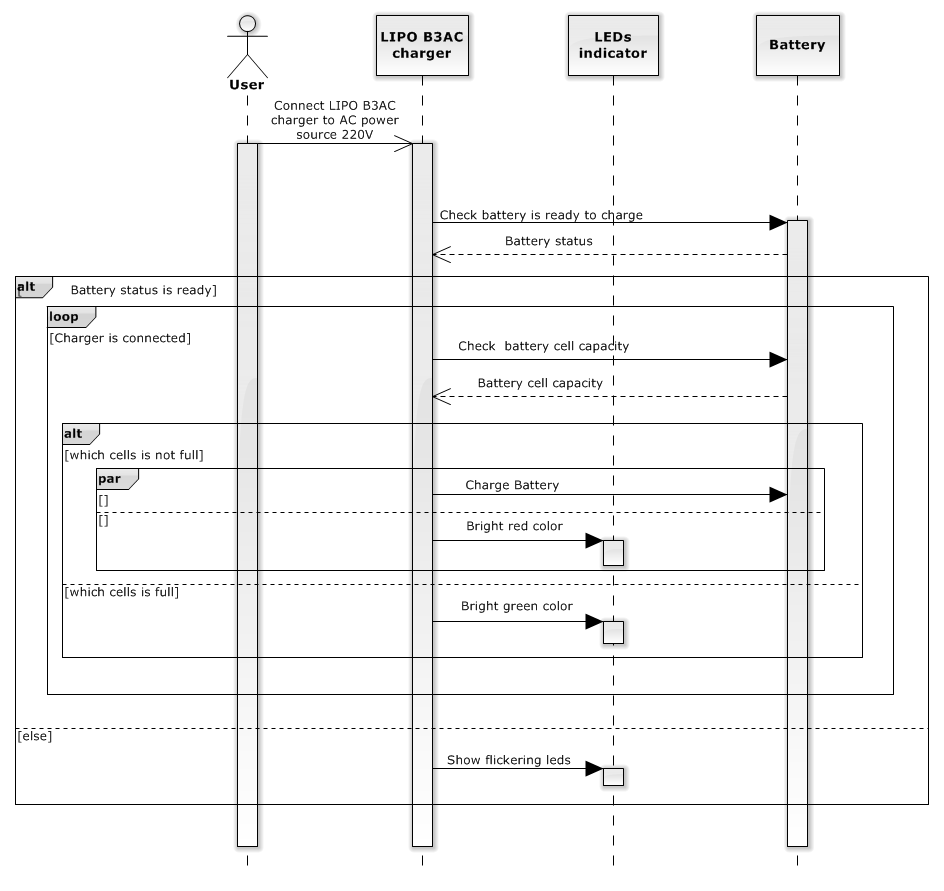 User
LIPO B3AC
charger
LEDs
indicator
Battery
Connect LIPO B3AC
charger to AC power
source 220V
Check battery is ready to charge
Battery status
alt
[ Battery status is ready]
loop
[Charger is connected]
Check  battery cell capacity
Battery cell capacity
alt
[which cells is not full]
par
Charge Battery
[]
[]
Bright red color
[which cells is full]
Bright green color
[else]
Show flickering leds